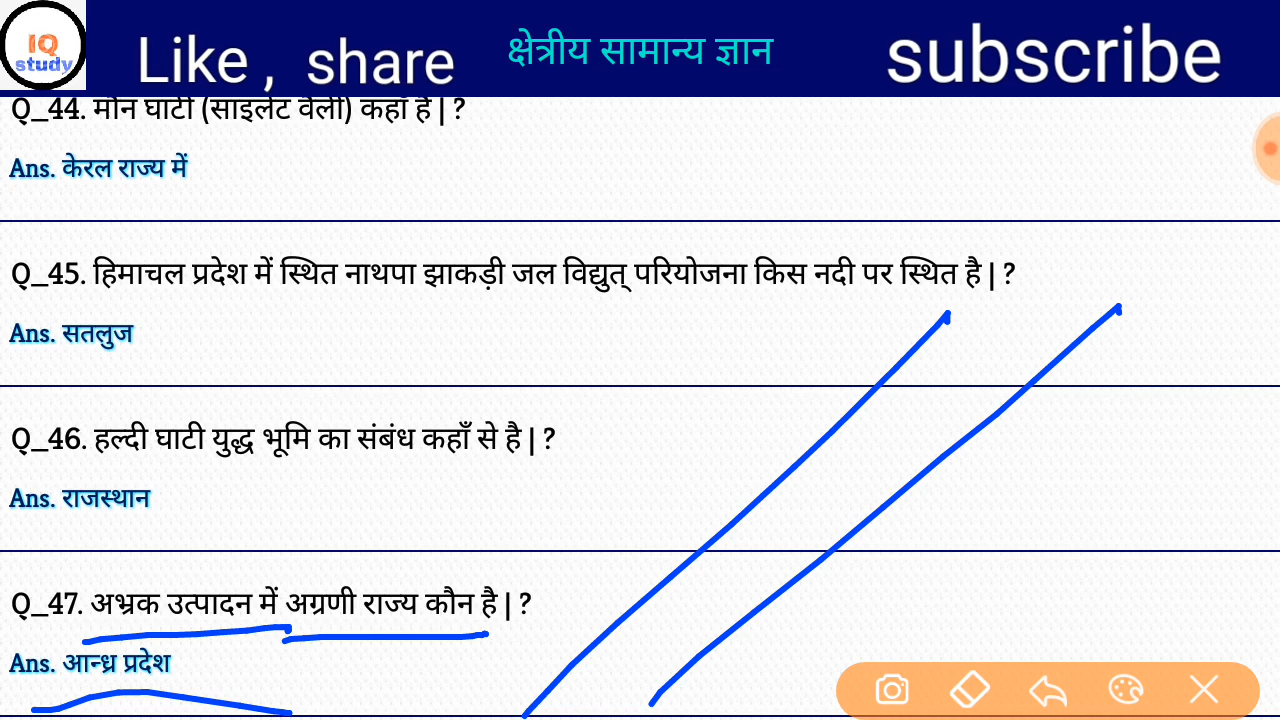 IQ
study
Like , share
क्षेत्रीय सामान्य ज्ञान
subscribe
Q_44. मौन घाटी (साइलेंट वैली) कहाँ है | ?
Ans. केरल राज्य में
Q_45. हिमाचल प्रदेश में स्थित नाथपा झाकड़ी जल विद्युत् परियोजना किस नदी पर स्थित है | ?
Ans. सतलुज
Q_46. हल्दी घाटी युद्ध भूमि का संबंध कहाँ से है | ?
Ans. राजस्थान
Q_47. अभ्रक उत्पादन में अग्रणी राज्य कौन है | ?
Ans. आन्ध्र प्रदेश